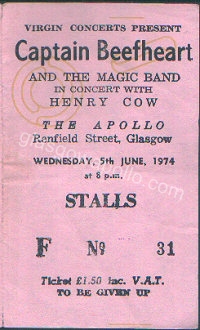 VIRGIN CONCERTS PRESENT
Captain Beefheart
AND THE MAGIC BAND
IN CONCERT WITH
HENRY COW
THE APOLLO
Renfield Street, Glasgow
WEDNESDAY, 5th JUNE, 1974
at 8 p.m.
STALLS
F Nº 31
Ticket £1.50 inc. V.A.T.
TO BE GIVEN UP